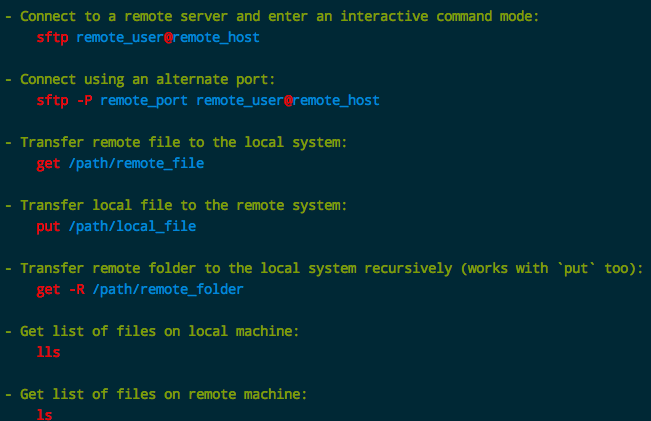 - Connect to a remote server and enter an interactive command mode:
sftp remote_user@remote_host
- Connect using an alternate port:
sftp -P remote_port remote_user@remote_host
- Transfer remote file to the local system:
get /path/remote_file
- Transfer local file to the remote system:
put /path/local_file
- Transfer remote folder to the local system recursively (works with `put` too):
get -R /path/remote_folder
- Get list of files on local machine:
lls
- Get list of files on remote machine:
ls